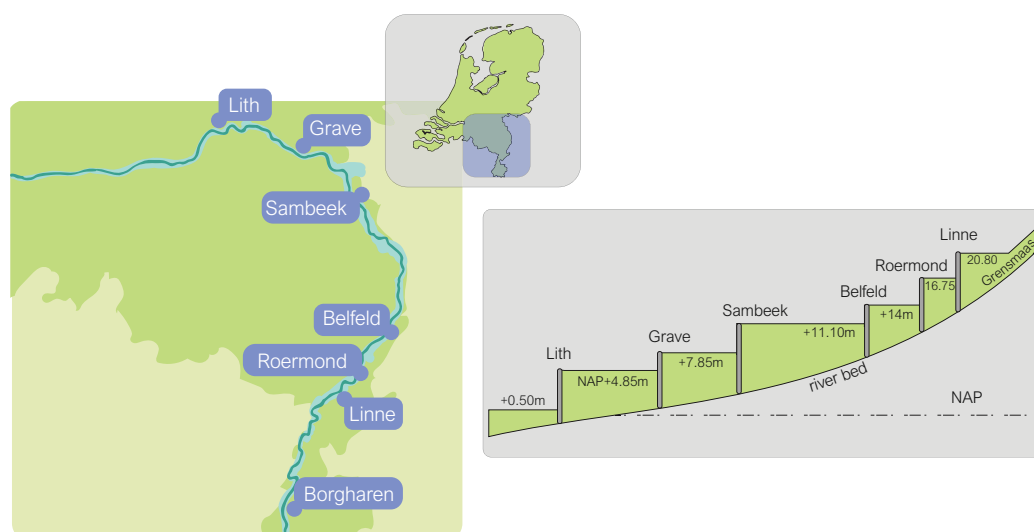 Lith
Grave
Sambeek
Belfeld
Roermond
Linne
Borgharen
Linne
20.80
Grensmaas
Roermond
16.75
Belfeld
+14m
Sambeek
+11.10m
Grave
+7.85m
Lith
NAP+4.85m
+0.50m
river bed
NAP